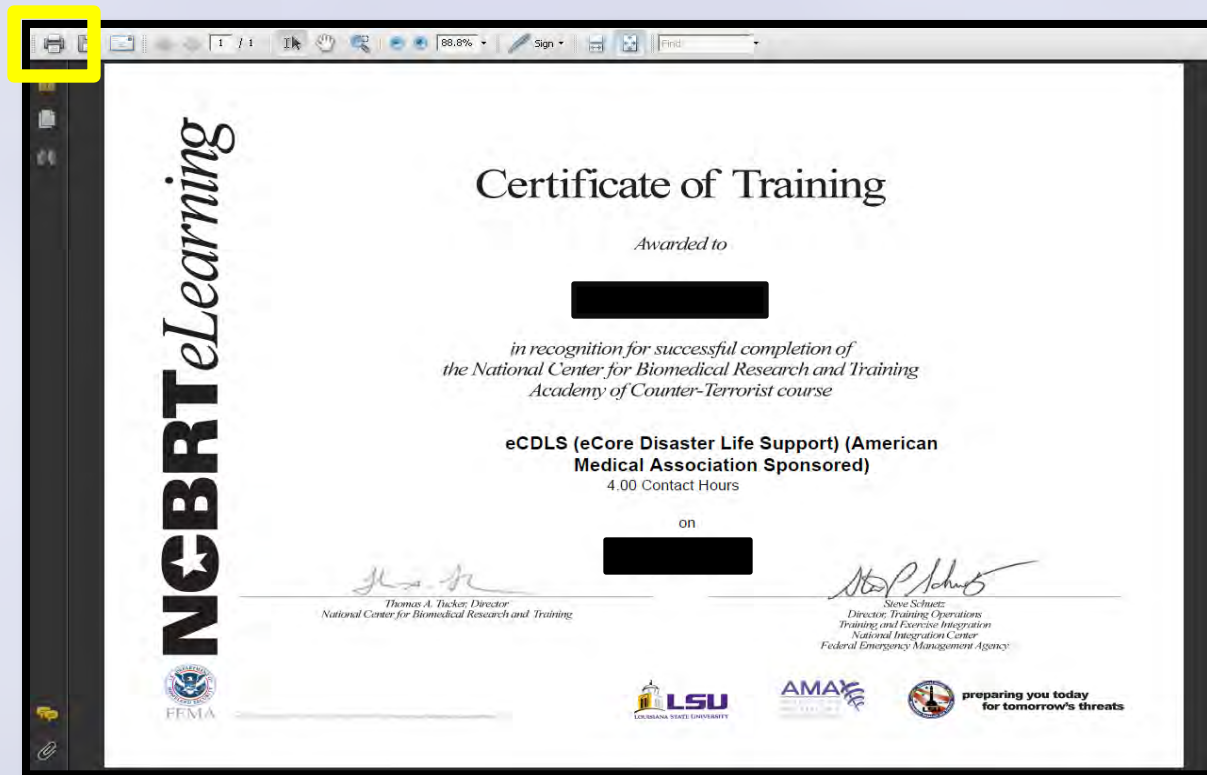 1 / 1 88.8% Sign Find
NCBRTeLearning
Certificate of Training
Awarded to
in recognition for successful completion of
the National Center for Biomedical Research and Training
Academy of Counter-Terrorist course
eCDLS (eCore Disaster Life Support) (American
Medical Association Sponsored)
4.00 Contact Hours
on
Thomas A. Tucker, Director
National Center for Biomedical Research and Training
Steve Schuetz
Director, Training Operations
Training and Exercise Integration
National Integration Center
Federal Emergency Management Agency
FEMA
LSU
LOUISIANA STATE UNIVERSITY
AMA
LSU
preparing you today
for tomorrow's threats